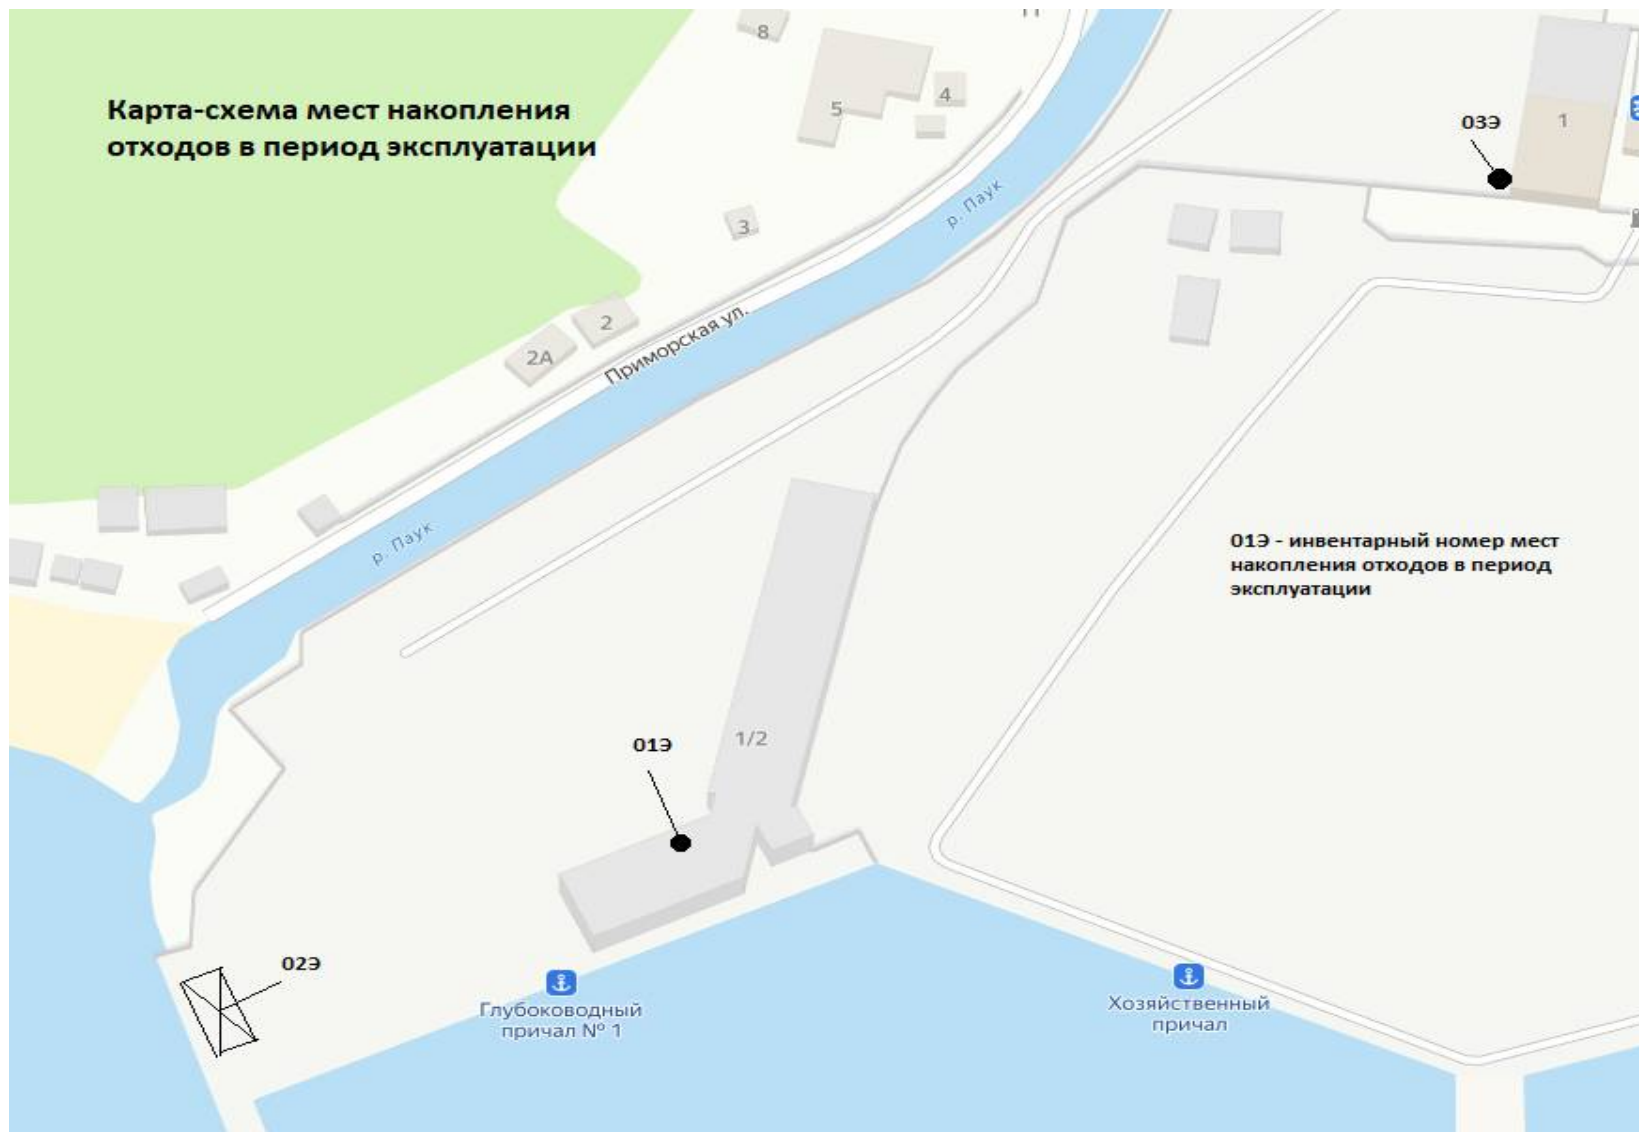 8
Карта-схема мест накопления
отходов в период эксплуатации
5
4
03Э
1
р. Паук
3
2
2А
Приморская ул.
р. Паук
01Э - инвентарный номер мест
накопления отходов в период
эксплуатации
01Э
1/2
02Э
Глубоководный
причал № 1
Хозяйственный
причал